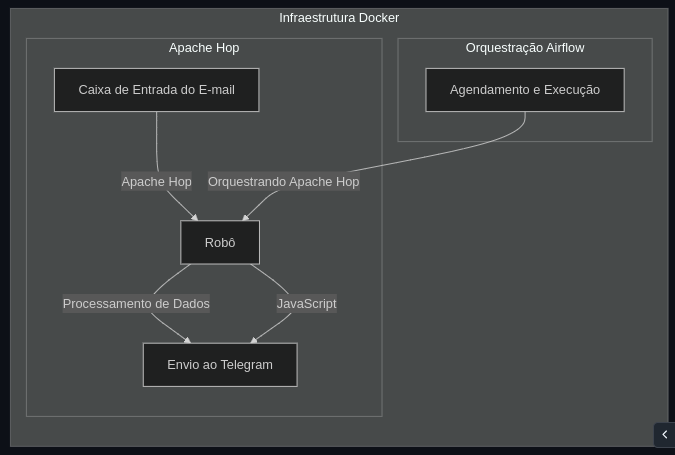 Infraestrutura Docker
Apache Hop
Orquestração Airflow
Caixa de Entrada do E-mail
Agendamento e Execução
Apache Hop
Orquestrando Apache Hop
Robô
Processamento de Dados
JavaScript
Envio ao Telegram